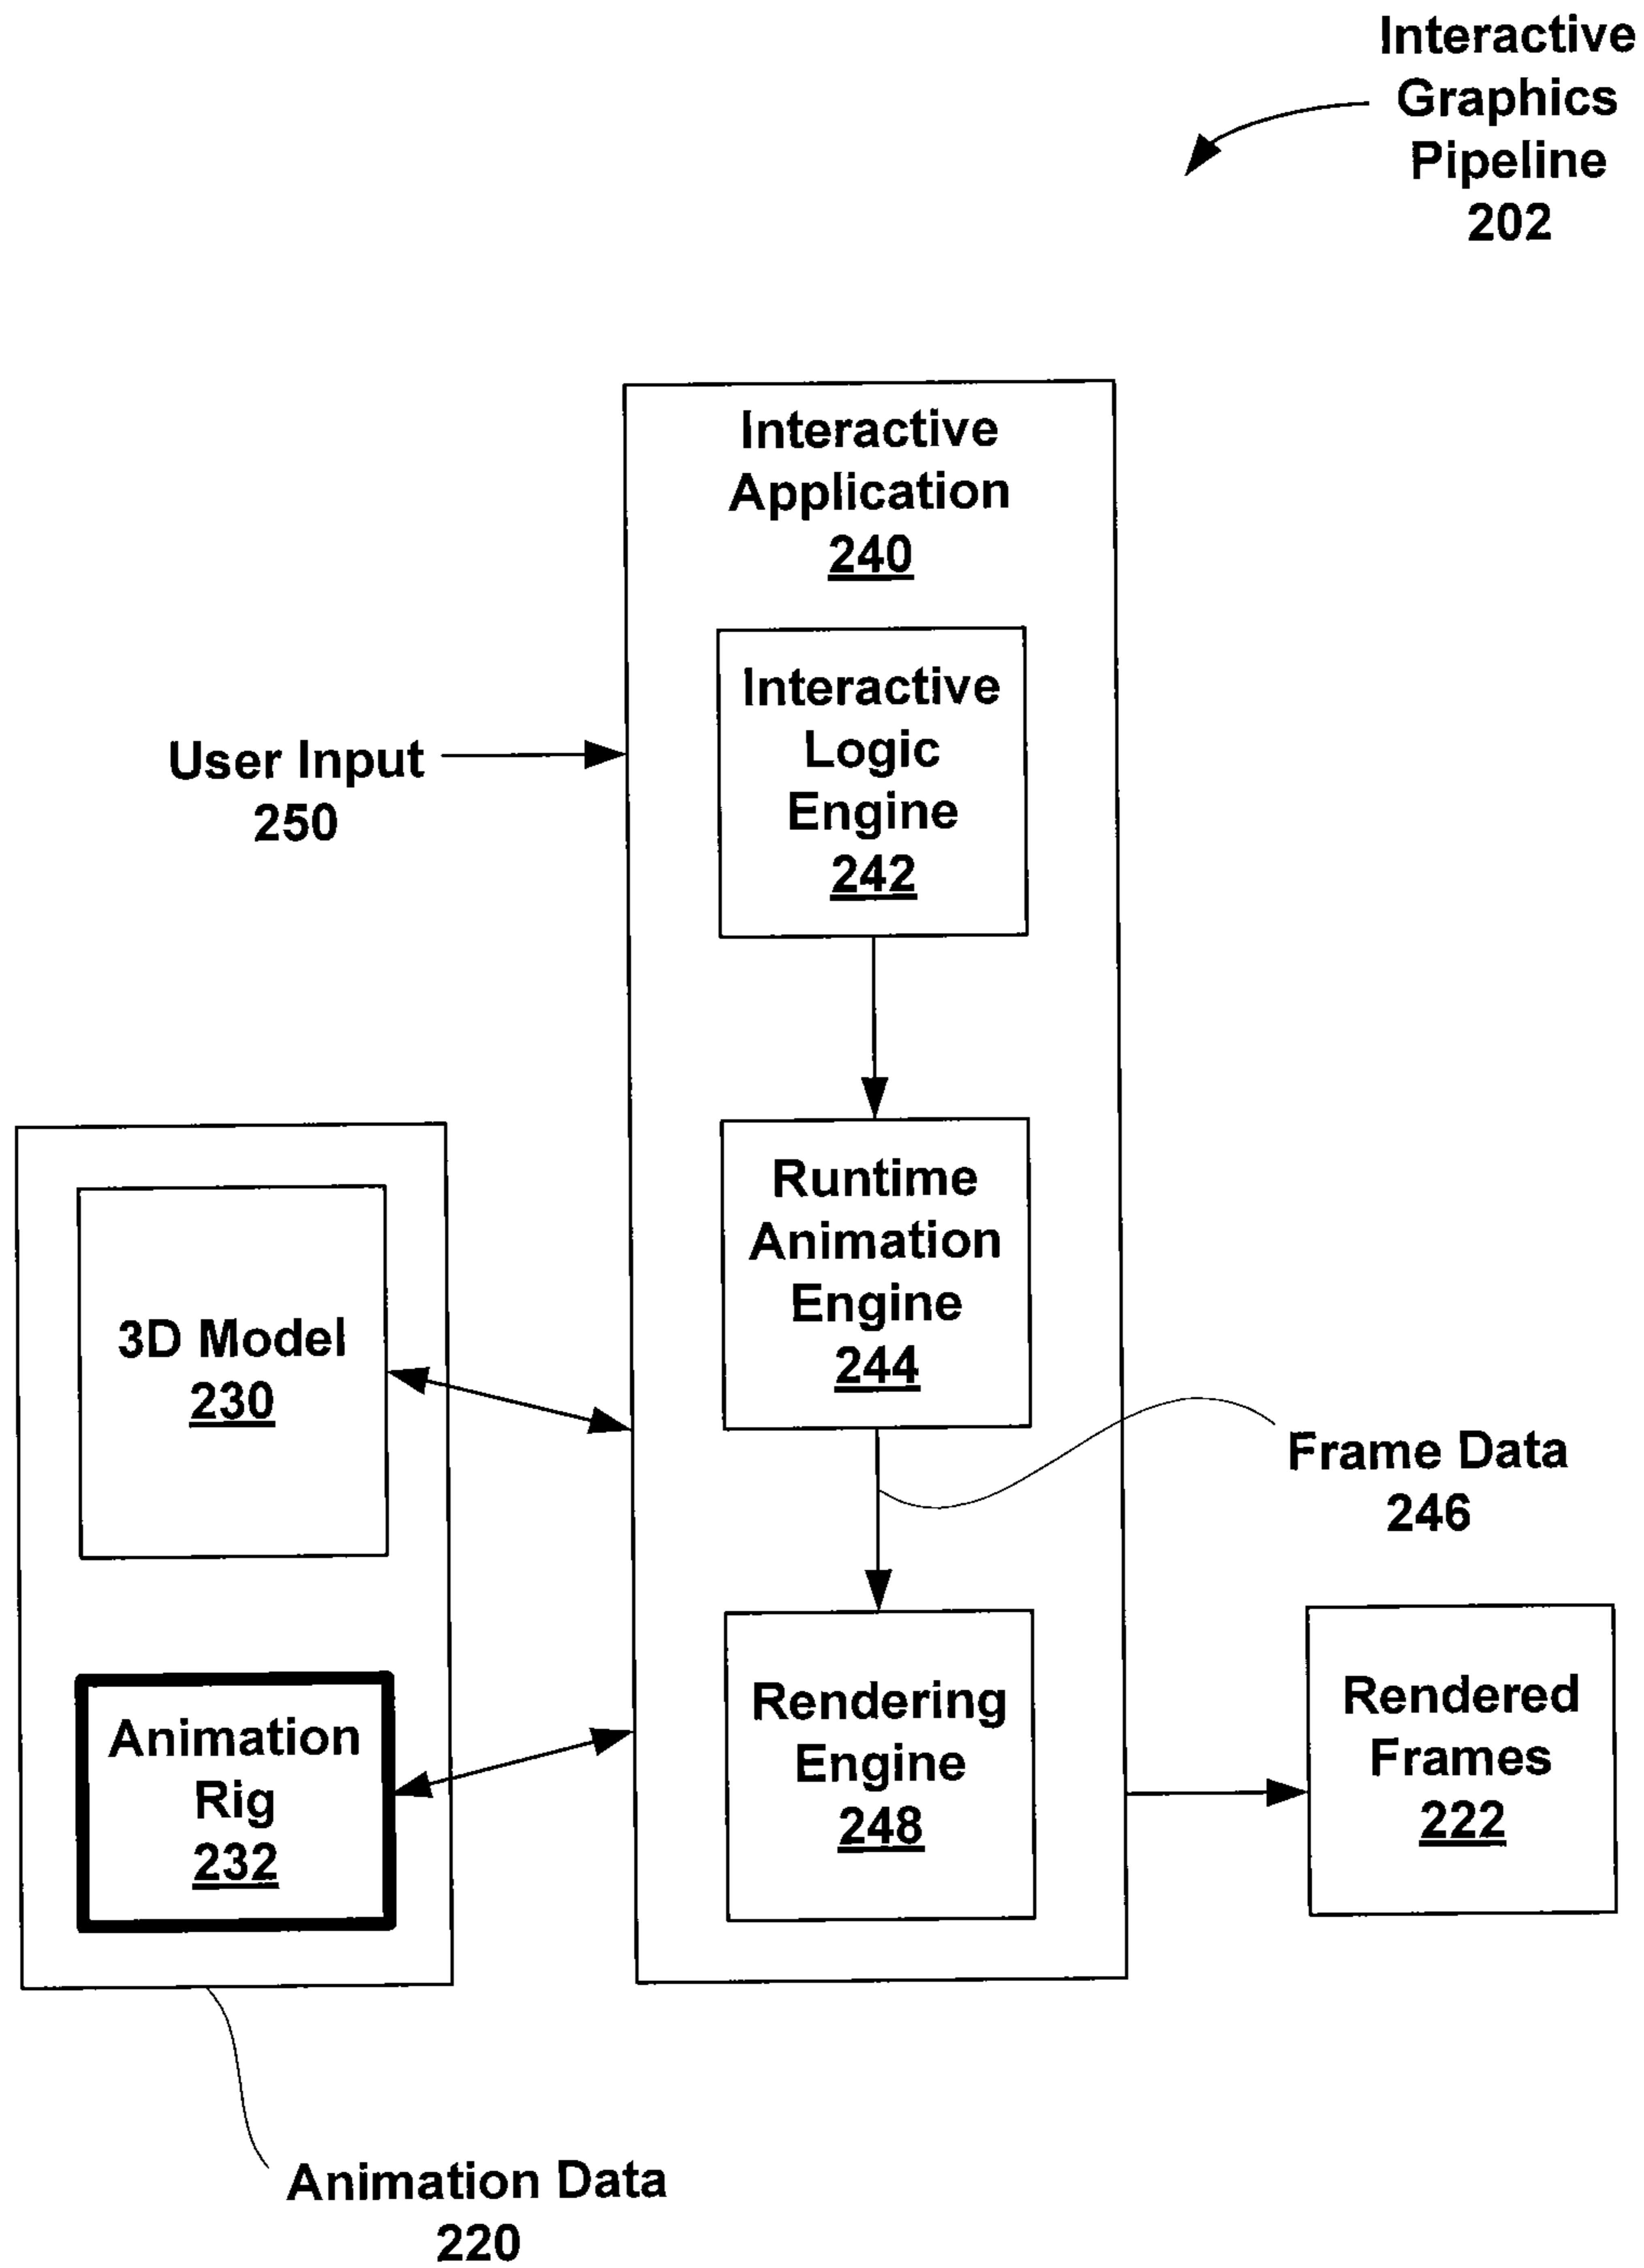 Interactive
Graphics
Pipeline
202
Interactive
Application
240
Interactive
Logic
Engine
242
User Input
250
Runtime
Animation
Engine
244
3D Model
230
Frame Data
246
Animation
Rig
232
Rendering
Engine
248
Rendered
Frames
222
Animation Data
220